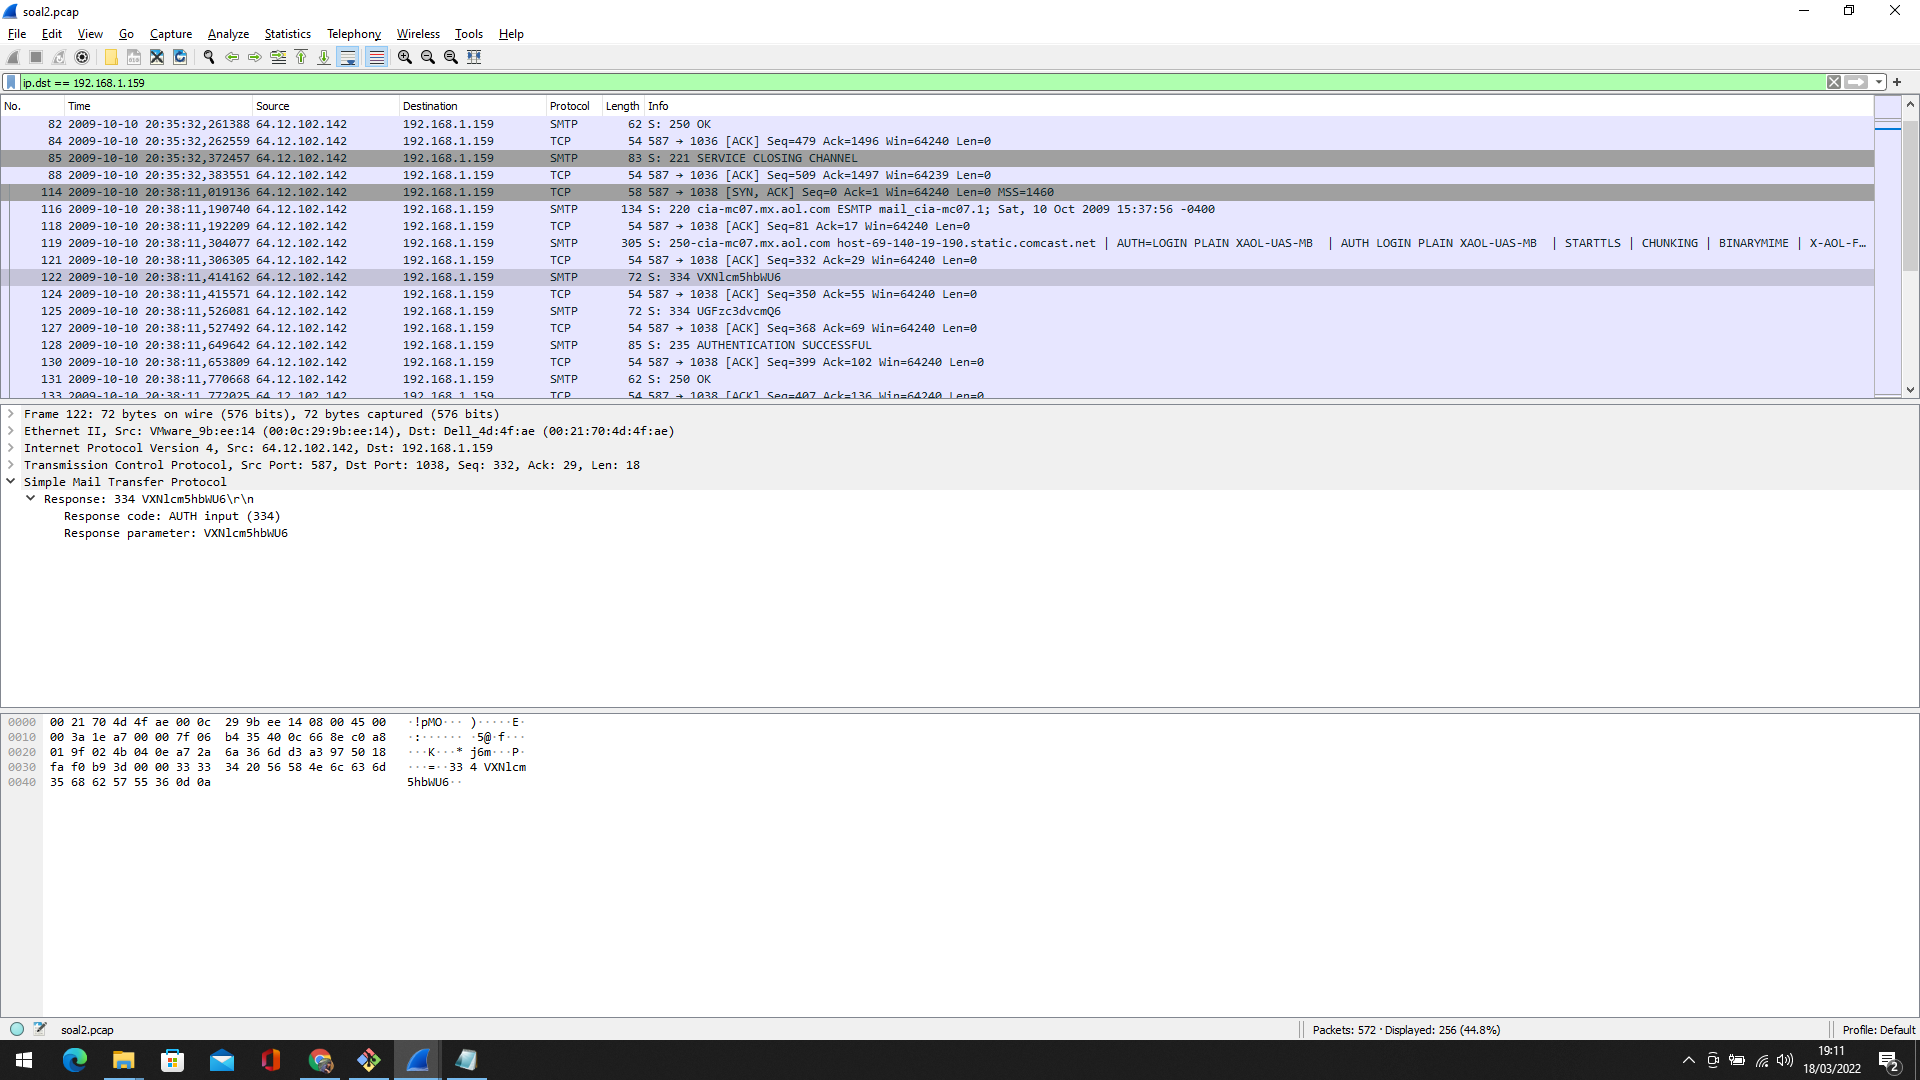 soal2.pcap
File Edit View Go Capture Analyze Statistics Telephony Wireless Tools Help
ip.dst == 192.168.1.159
No. Time Source Destination Protocol Length Info
82 2009-10-10 20:35:32,261388 64.12.102.142 192.168.1.159 SMTP 62 S: 250 OK
84 2009-10-10 20:35:32,262559 64.12.102.142 192.168.1.159 TCP 54 587 → 1036 [ACK] Seq=479 Ack=1496 Win=64240 Len=0
85 2009-10-10 20:35:32,372457 64.12.102.142 192.168.1.159 SMTP 83 S: 221 SERVICE CLOSING CHANNEL
88 2009-10-10 20:35:32,383551 64.12.102.142 192.168.1.159 TCP 54 587 → 1036 [ACK] Seq=509 Ack=1497 Win=64239 Len=0
114 2009-10-10 20:38:11,019136 64.12.102.142 192.168.1.159 TCP 58 587 → 1038 [SYN, ACK] Seq=0 Ack=1 Win=64240 Len=0 MSS=1460
116 2009-10-10 20:38:11,190740 64.12.102.142 192.168.1.159 SMTP 134 S: 220 cia-mc07.mx.aol.com ESMTP mail_cia-mc07.1; Sat, 10 Oct 2009 15:37:56 -0400
118 2009-10-10 20:38:11,192209 64.12.102.142 192.168.1.159 TCP 54 587 → 1038 [ACK] Seq=81 Ack=17 Win=64240 Len=0
119 2009-10-10 20:38:11,304077 64.12.102.142 192.168.1.159 SMTP 305 S: 250-cia-mc07.mx.aol.com host-69-140-19-190.static.comcast.net | AUTH=LOGIN PLAIN XAOL-UAS-MB | AUTH LOGIN PLAIN XAOL-UAS-MB | STARTTLS | CHUNKING | BINARYMIME | X-AOL-F…
121 2009-10-10 20:38:11,306305 64.12.102.142 192.168.1.159 TCP 54 587 → 1038 [ACK] Seq=332 Ack=29 Win=64240 Len=0
122 2009-10-10 20:38:11,414162 64.12.102.142 192.168.1.159 SMTP 72 S: 334 VXNlcm5hbWU6
124 2009-10-10 20:38:11,415571 64.12.102.142 192.168.1.159 TCP 54 587 → 1038 [ACK] Seq=350 Ack=55 Win=64240 Len=0
125 2009-10-10 20:38:11,526081 64.12.102.142 192.168.1.159 SMTP 72 S: 334 UGFzc3dvcmQ6
127 2009-10-10 20:38:11,527492 64.12.102.142 192.168.1.159 TCP 54 587 → 1038 [ACK] Seq=368 Ack=69 Win=64240 Len=0
128 2009-10-10 20:38:11,649642 64.12.102.142 192.168.1.159 SMTP 85 S: 235 AUTHENTICATION SUCCESSFUL
130 2009-10-10 20:38:11,653809 64.12.102.142 192.168.1.159 TCP 54 587 → 1038 [ACK] Seq=399 Ack=102 Win=64240 Len=0
131 2009-10-10 20:38:11,770668 64.12.102.142 192.168.1.159 SMTP 62 S: 250 OK
133 2009-10-10 20:38:11,772025 64.12.102.142 192.168.1.159 TCP 54 587 → 1038 [ACK] Seq=407 Ack=136 Win=64240 Len=0
Frame 122: 72 bytes on wire (576 bits), 72 bytes captured (576 bits)
Ethernet II, Src: VMware_9b:ee:14 (00:0c:29:9b:ee:14), Dst: Dell_4d:4f:ae (00:21:70:4d:4f:ae)
Internet Protocol Version 4, Src: 64.12.102.142, Dst: 192.168.1.159
Transmission Control Protocol, Src Port: 587, Dst Port: 1038, Seq: 332, Ack: 29, Len: 18
Simple Mail Transfer Protocol
Response: 334 VXNlcm5hbWU6\r\n
Response code: AUTH input (334)
Response parameter: VXNlcm5hbWU6
0000 00 21 70 4d 4f ae 00 0c 29 9b ee 14 08 00 45 00 ·!pMO··· )·····E·
0010 00 3a 1e a7 00 00 7f 06 b4 35 40 0c 66 8e c0 a8 ·:······ ·5@·f···
0020 01 9f 02 4b 04 0e a7 2a 6a 36 6d d3 a3 97 50 18 ···K···* j6m···P·
0030 fa f0 b9 3d 00 00 33 33 34 20 56 58 4e 6c 63 6d ···=··33 4 VXNlcm
0040 35 68 62 57 55 36 0d 0a 5hbWU6··
soal2.pcap Packets: 572 · Displayed: 256 (44.8%) Profile: Default
19:11
18/03/2022
2